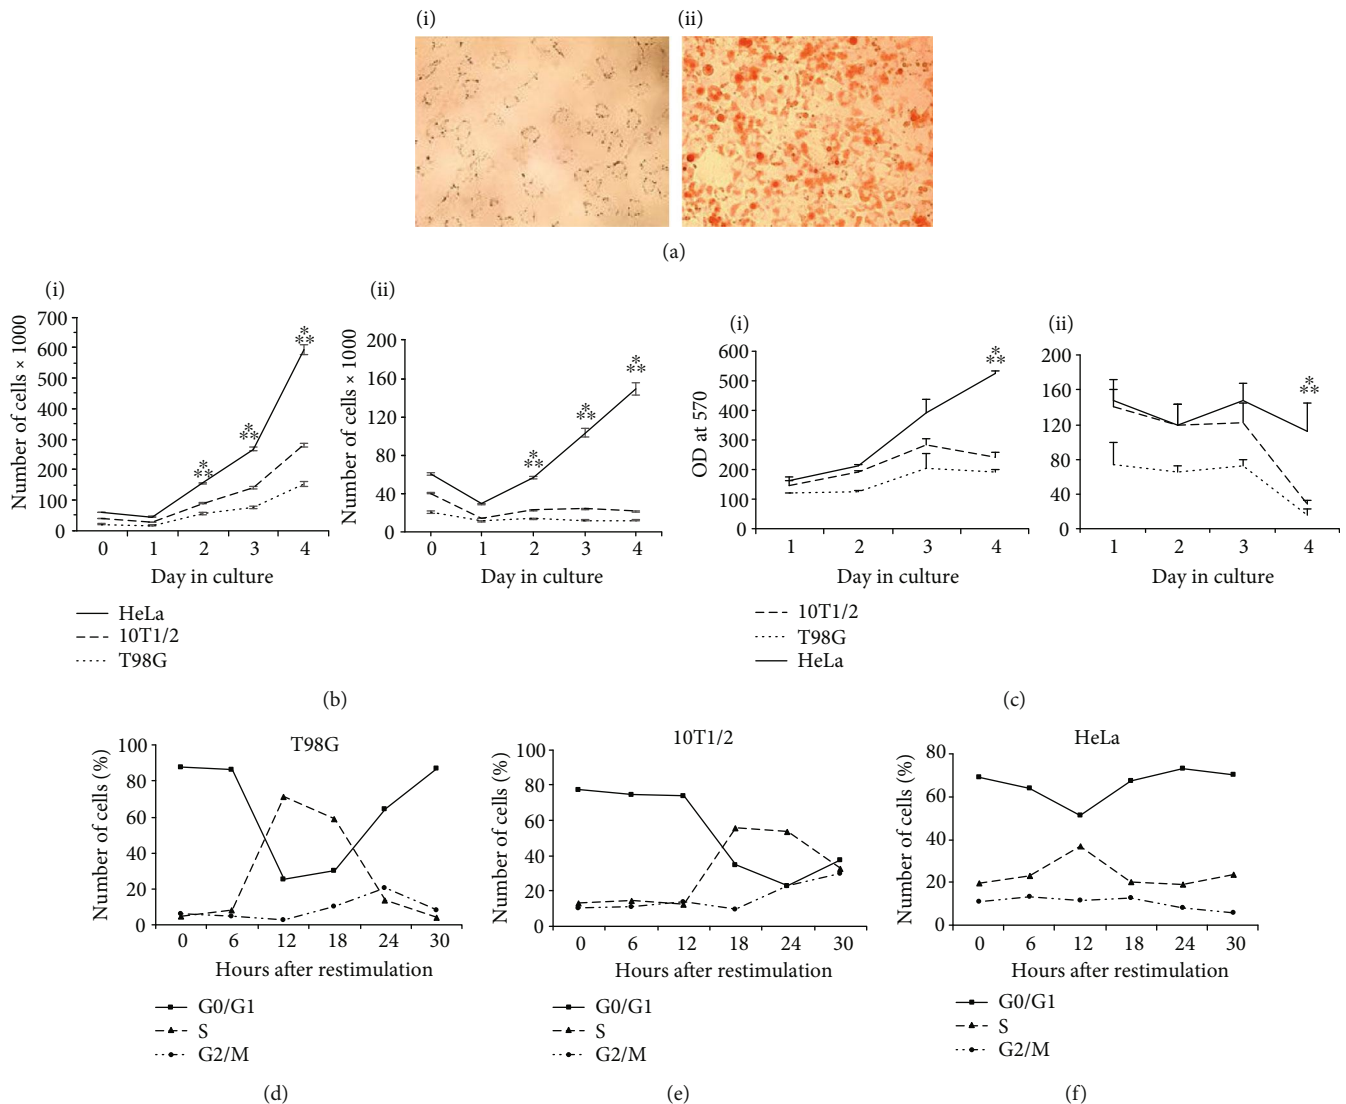 (i) (ii)
(a)
(i) (ii)
Number of cells × 1000
700
600
500
400
300
200
100
0
0 1 2 3 4
Day in culture
* ** * ** * **
Number of cells × 1000
200
160
120
80
44
0
0 1 2 3 4
Day in culture
* ** * ** * **
HeLa
10T1/2
T98G
(b)
(i) (ii)
OD at 570
600
500
400
300
200
100
0
1 2 3 4
Day in culture
* **
200
160
120
80
40
0
1 2 3 4
Day in culture
* **
10T1/2
T98G
HeLa
(c)
T98G
Number of cells (%)
100
80
60
40
20
0
0 6 12 18 24 30
Hours after restimulation
G0/G1
S
G2/M
(d)
10T1/2
Number of cells (%)
100
80
60
40
20
0
0 6 12 18 24 30
Hours after restimulation
G0/G1
S
G2/M
(e)
HeLa
Number of cells (%)
80
60
40
20
0
0 6 12 18 24 30
Hours after restimulation
G0/G1
S
G2/M
(f)